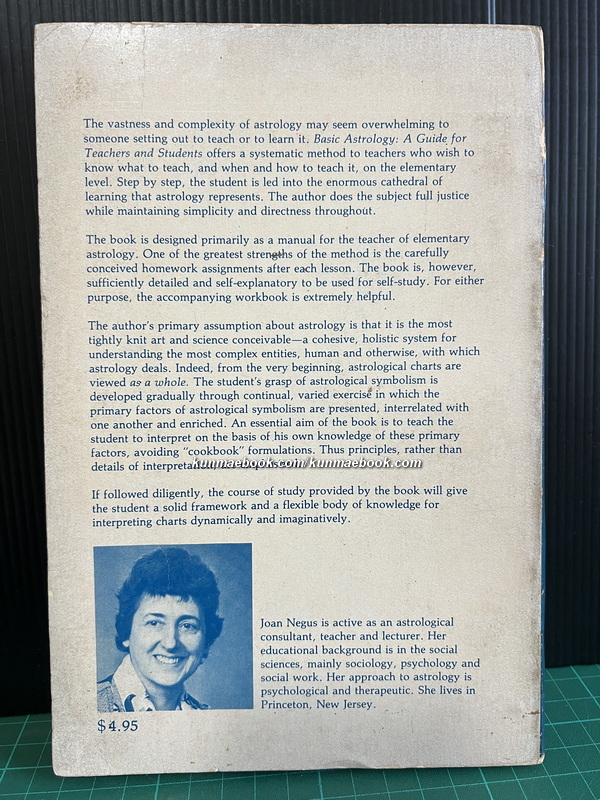 The vastness and complexity of astrology may seem overwhelming to
someone setting out to teach or to learn it. Basic Astrology: A Guide for
Teachers and Students offers a systematic method to teachers who wish to
know what to teach, and when and how to teach it, on the elementary
level. Step by step, the student is led into the enormous cathedral of
learning that astrology represents. The author does the subject full justice
while maintaining simplicity and directness throughout.
The book is designed primarily as a manual for the teacher of elementary
astrology. One of the greatest strengths of the method is the carefully
conceived homework assignments after each lesson. The book is, however,
sufficiently detailed and self-explanatory to be used for self-study. For either
purpose, the accompanying workbook is extremely helpful.
The author's primary assumption about astrology is that it is the most
tightly knit art and science conceivable—a cohesive, holistic system for
understanding the most complex entities, human and otherwise, with which
astrology deals. Indeed, from the very beginning, astrological charts are
viewed as a whole. The student's grasp of astrological symbolism is
developed gradually through continual, varied exercise in which the
primary factors of astrological symbolism are presented, interrelated with
one another and enriched. An essential aim of the book is to teach the
student to interpret on the basis of his own knowledge of these primary
factors, avoiding "cookbook" formulations. Thus principles, rather than
details of interpreta
kunmaebook.com/kunmaebook.com
If followed diligently, the course of study provided by the book will give
the student a solid framework and a flexible body of knowledge for
interpreting charts dynamically and imaginatively.
Joan Negus is active as an astrological
consultant, teacher and lecturer. Her
educational background is in the social
sciences, mainly sociology, psychology and
social work. Her approach to astrology is
psychological and therapeutic. She lives in
Princeton, New Jersey.
$4.95